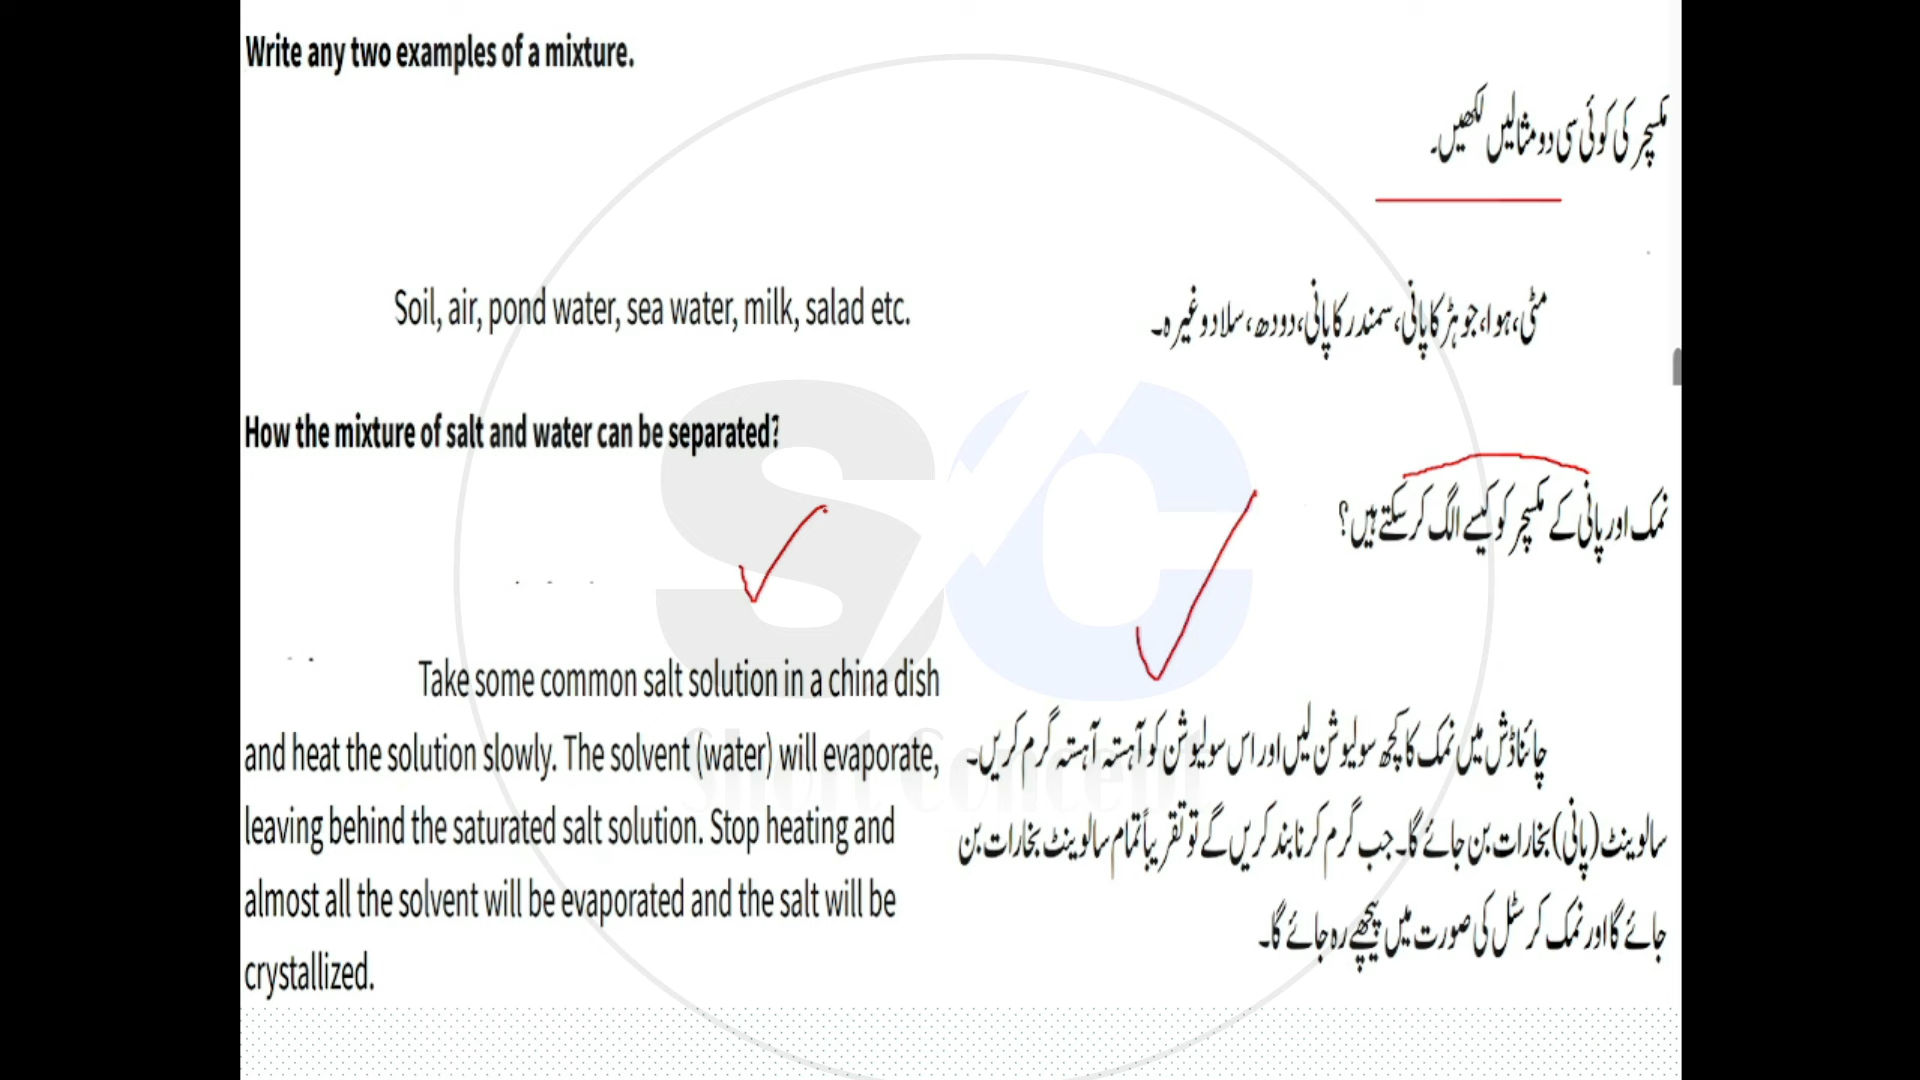 Write any two examples of a mixture.
مکسچر کی کوئی سی دو مثالیں لکھیں۔
Soil, air, pond water, sea water, milk, salad etc.
مٹی، ہوا، جوہڑ کا پانی، سمندر کا پانی، دودھ، سلاد وغیرہ۔
How the mixture of salt and water can be separated?
نمک اور پانی کے مکسچر کو کیسے الگ کر سکتے ہیں؟
Take some common salt solution in a china dish
and heat the solution slowly. The solvent (water) will evaporate,
leaving behind the saturated salt solution. Stop heating and
almost all the solvent will be evaporated and the salt will be
crystallized.
چائنا ڈش میں نمک کا کچھ سولیوشن لیں اور اس سولیوشن کو آہستہ آہستہ گرم کریں۔
سالوینٹ (پانی) بخارات بن جائے گا۔ جب گرم کرنا بند کریں گے تو تقریباً تمام سالوینٹ بخارات بن
جائے گا اور نمک کرسٹل کی صورت میں پیچھے رہ جائے گا۔
SC
Short Concept